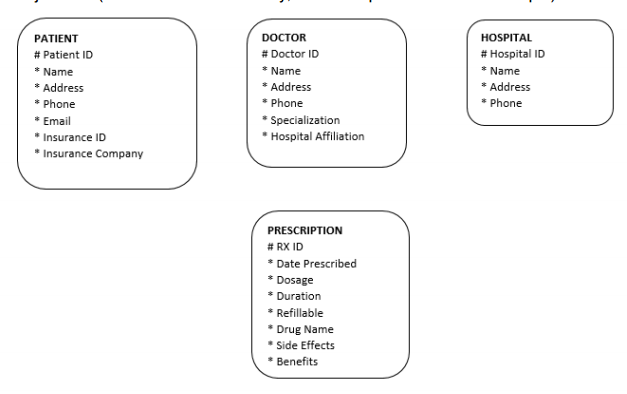 PATIENT
# Patient ID
* Name
* Address
* Phone
* Email
* Insurance ID
* Insurance Company
DOCTOR
# Doctor ID
* Name
* Address
* Phone
* Specialization
* Hospital Affiliation
HOSPITAL
# Hospital ID
* Name
* Address
* Phone
PRESCRIPTION
# RX ID
* Date Prescribed
* Dosage
* Duration
* Refillable
* Drug Name
* Side Effects
* Benefits